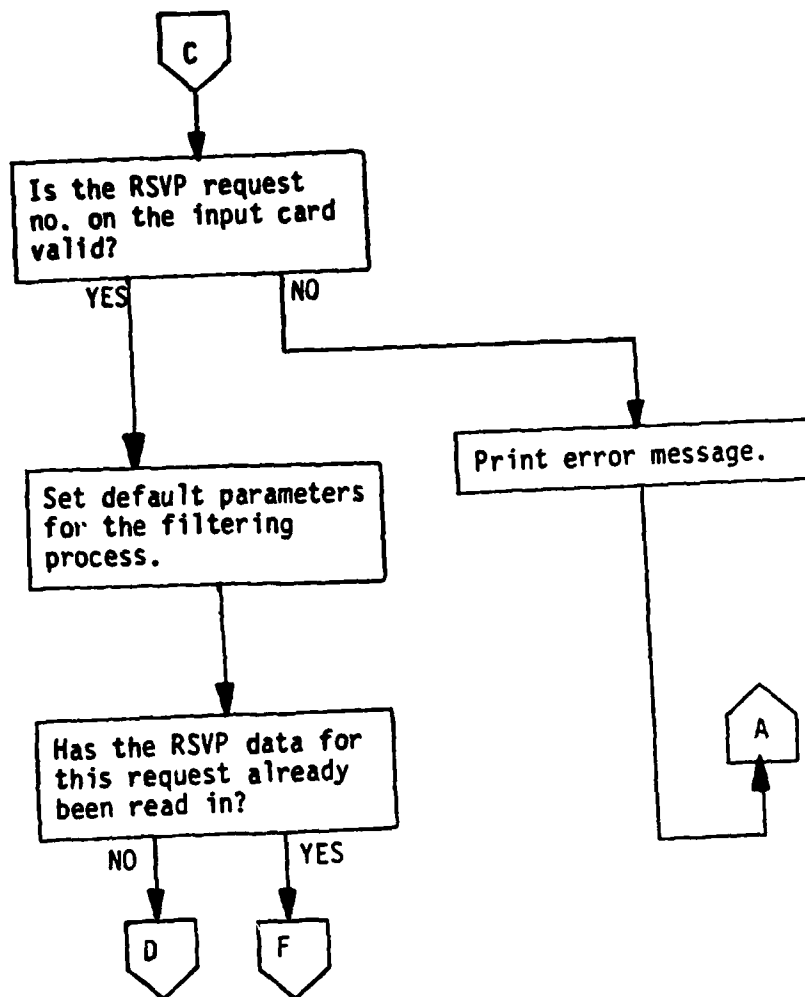 C
Is the RSVP request
no. on the input card
valid?
YES
NO
Print error message.
Set default parameters
for the filtering
process.
A
Has the RSVP data for
this request already
been read in?
NO
YES
D
F